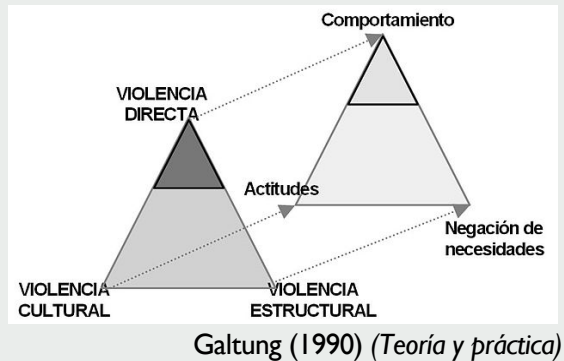 Comportamiento
VIOLENCIA
DIRECTA
Actitudes
Negación de
necesidades
VIOLENCIA
CULTURAL
VIOLENCIA
ESTRUCTURAL
Galtung (1990) (Teoría y práctica)